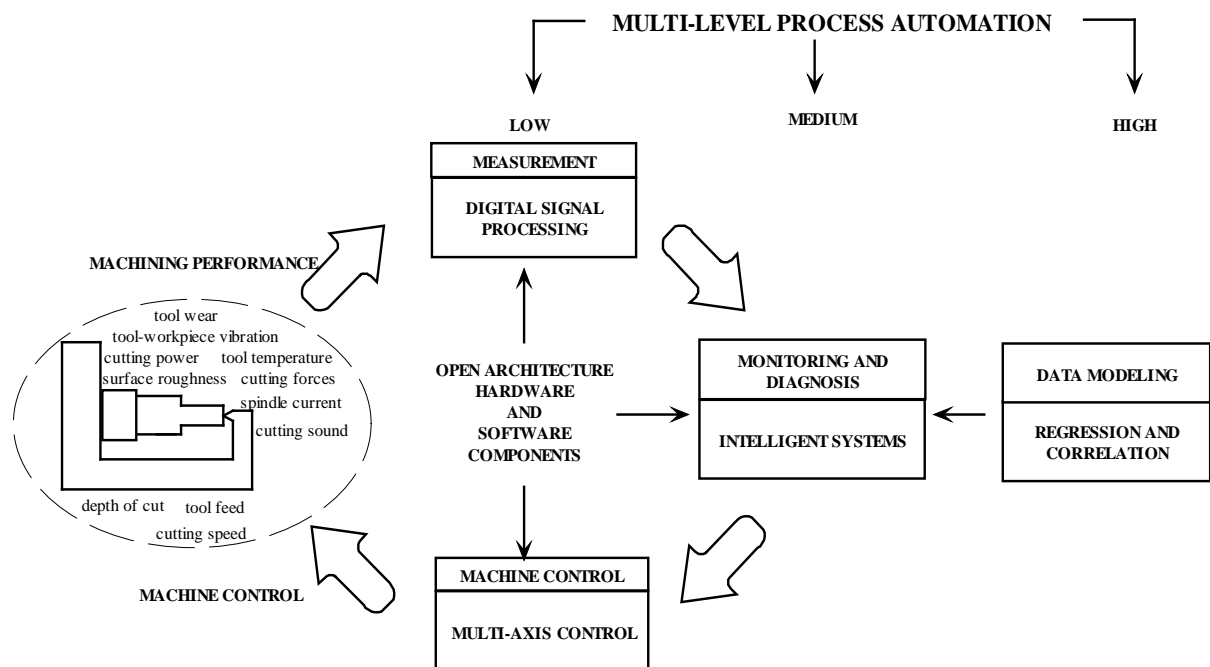 MULTI-LEVEL PROCESS AUTOMATION
LOW
MEDIUM
HIGH
MEASUREMENT
DIGITAL SIGNAL
PROCESSING
MACHINING PERFORMANCE
tool wear
tool-workpiece vibration
cutting power
tool temperature
surface roughness
cutting forces
spindle current
cutting sound
depth of cut
tool feed
cutting speed
OPEN ARCHITECTURE
HARDWARE
AND
SOFTWARE
COMPONENTS
MONITORING AND
DIAGNOSIS
INTELLIGENT SYSTEMS
DATA MODELING
REGRESSION AND
CORRELATION
MACHINE CONTROL
MACHINE CONTROL
MULTI-AXIS CONTROL